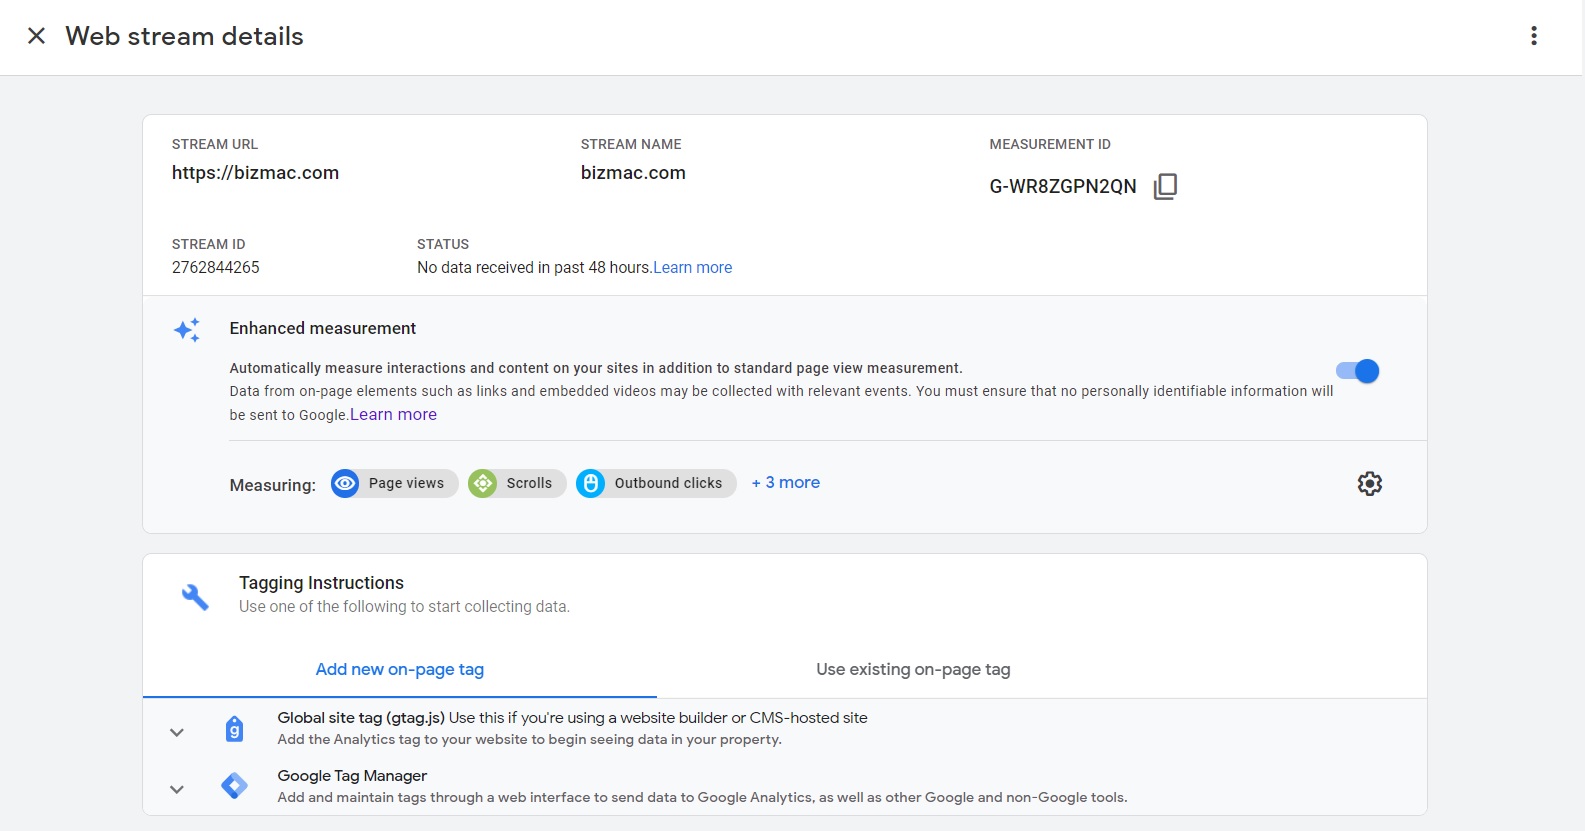 Web stream details
STREAM URL
https://bizmac.com
STREAM NAME
bizmac.com
MEASUREMENT ID
G-WR8ZGPN2QN
STREAM ID
2762844265
STATUS
No data received in past 48 hours.Learn more
Enhanced measurement
Automatically measure interactions and content on your sites in addition to standard page view measurement.
Data from on-page elements such as links and embedded videos may be collected with relevant events. You must ensure that no personally identifiable information will
be sent to Google.Learn more
Measuring: Page views Scrolls Outbound clicks + 3 more
Tagging Instructions
Use one of the following to start collecting data.
Add new on-page tag Use existing on-page tag
g
Global site tag (gtag.js) Use this if you're using a website builder or CMS-hosted site
Add the Analytics tag to your website to begin seeing data in your property.
Google Tag Manager
Add and maintain tags through a web interface to send data to Google Analytics, as well as other Google and non-Google tools.